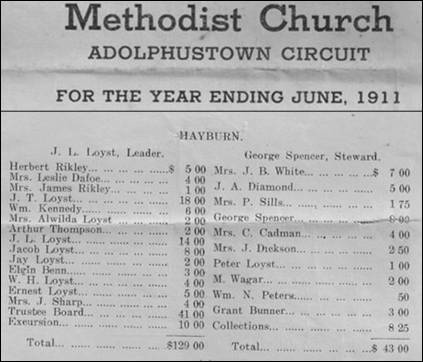 Methodist Church
ADOLPHUSTOWN CIRCUIT
FOR THE YEAR ENDING JUNE, 1911
HAYBURN.
J. L. Loyst, Leader.
Herbert Rikley... ... ... ... ...$ 5 00
Mrs. Leslie Dafoe... ... ... ... 4 00
Mrs. James Rikley... ... ... ... 1 00
J. T. Loyst... ... ... ... ... 18 00
Wm. Kennedy... ... ... ... ... 6 00
Mrs. Alwilda Loyst ... ... ... 2 00
Arthur Thompson... ... ... ... 2 00
J. L. Loyst... ... ... ... ... 14 00
Jacob Loyst ... ... ... ... ... 8 00
Jay Loyst ... ... ... ... ... 2 00
Elgin Benn... ... ... ... ... 3 00
W. H. Loyst ... ... ... ... ... 4 00
Ernest Loyst ... ... ... ... ... 5 00
Mrs. J. Sharp... ... ... ... ... 4 00
Trustee Board... ... ... ... ... 41 00
Excursion ... ... ... ... ... 10 00
Total... ... ... ... ...$129 00
George Spencer, Steward.
Mrs. J. B. White... ... ... ...$ 7 00
J. A. Diamond... ... ... ... 5 00
Mrs. P. Sills... ... ... ... 1 75
George Spencer... ... ... ... 8 00
Mrs. C. Cadman... ... ... ... 4 00
Mrs. J. Dickson... ... ... ... 2 50
Peter Loyst... ... ... ... ... 1 00
M. Wagar... ... ... ... ... 2 00
Wm. N. Peters... ... ... ... 50
Grant Bunner... ... ... ... 3 00
Collections... ... ... ... ... 8 25
Total... ... ... ... ...$ 43 00